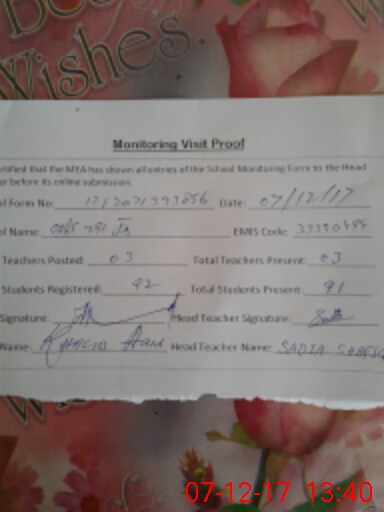 Best
Wishes.
Monitoring Visit Proof
ertified that the MEA has shown all entries of the School Monitoring Form to the Head
er before its online submission.
ol Form No: Date: 07/12/17
ol Name: EMIS Code:
Teachers Posted: 03 Total Teachers Present: 03
Students Registered: 92 Total Students Present: 91
Signature: Head Teacher Signature:
Name: Head Teacher Name: SADIA
07-12-17 13:40